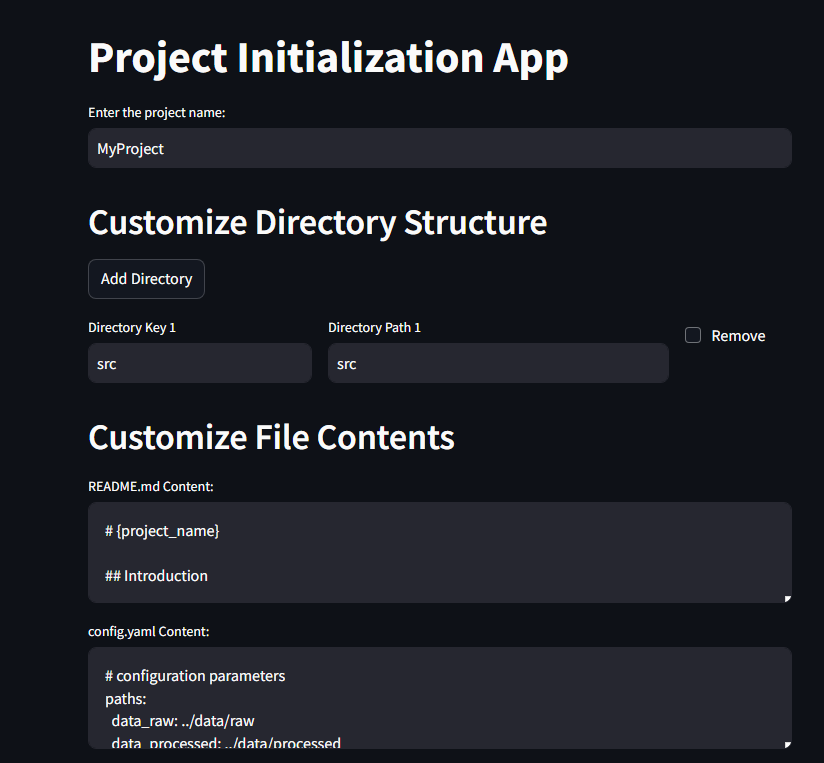 Project Initialization App
Enter the project name:
MyProject
Customize Directory Structure
Add Directory
Directory Key 1
Directory Path 1
Remove
src
src
Customize File Contents
README.md Content:
# {project_name}
## Introduction
config.yaml Content:
# configuration parameters
paths:
  data_raw: ../data/raw
  data_processed: ../data/processed